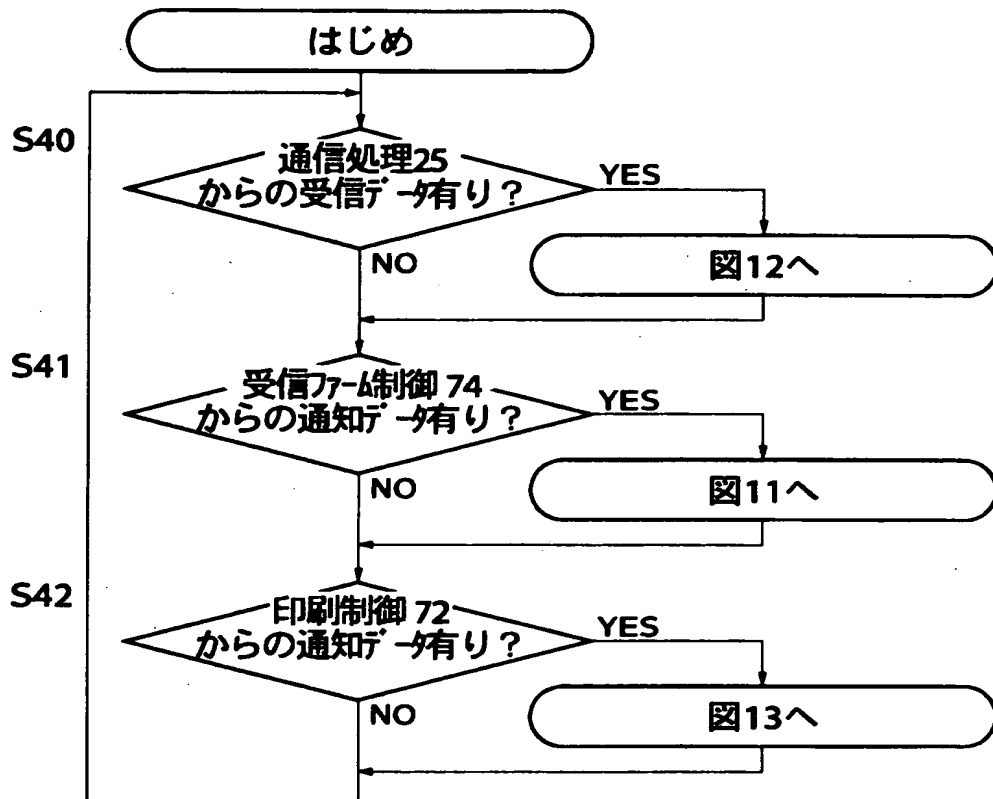 はじめ
S40
通信処理25
からの受信データ有り？
YES
NO
図12へ
S41
受信ファーム制御 74
からの通知データ有り？
YES
NO
図11へ
S42
印刷制御 72
からの通知データ有り？
YES
NO
図13へ